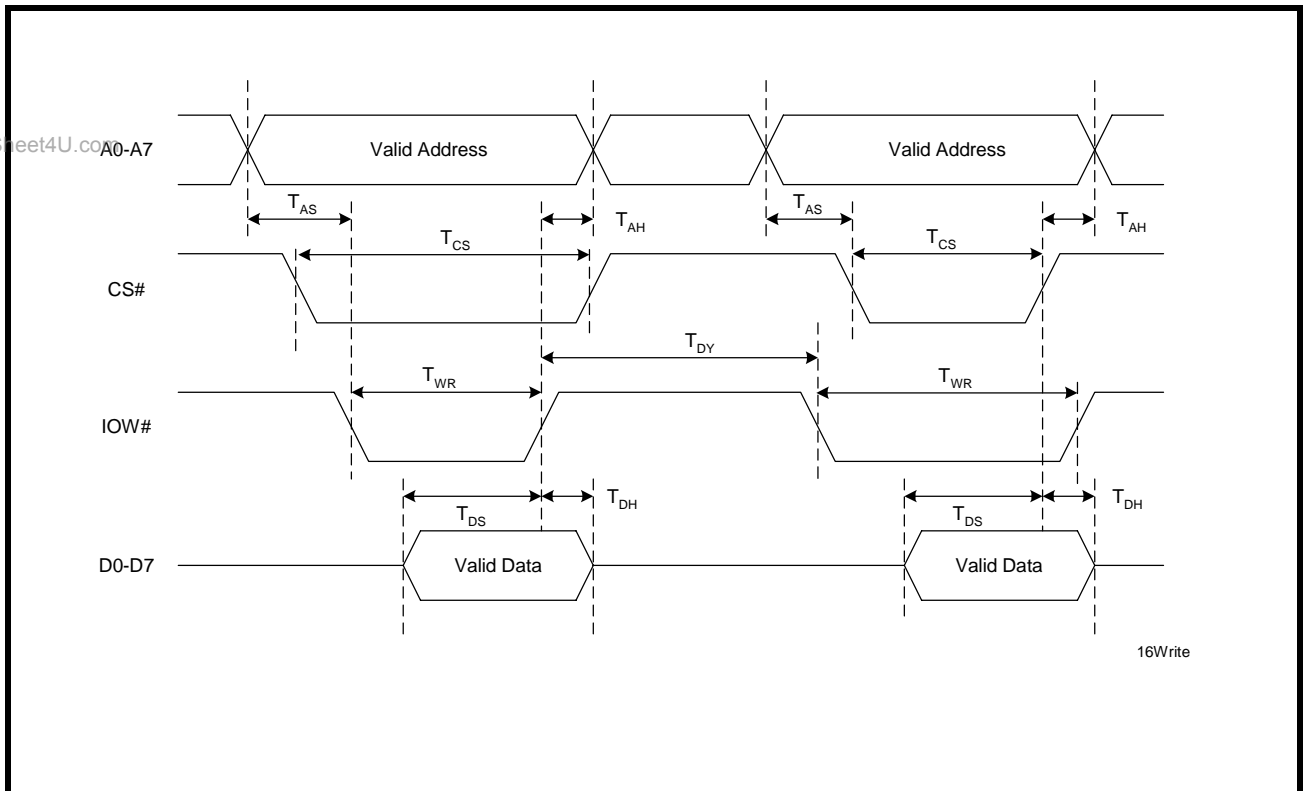 heet4U.com
A0-A7
Valid Address
Valid Address
TAS
TAH
TAS
TAH
TCS
TCS
CS#
TDY
TWR
TWR
IOW#
TDS
TDH
TDS
TDH
D0-D7
Valid Data
Valid Data
16Write